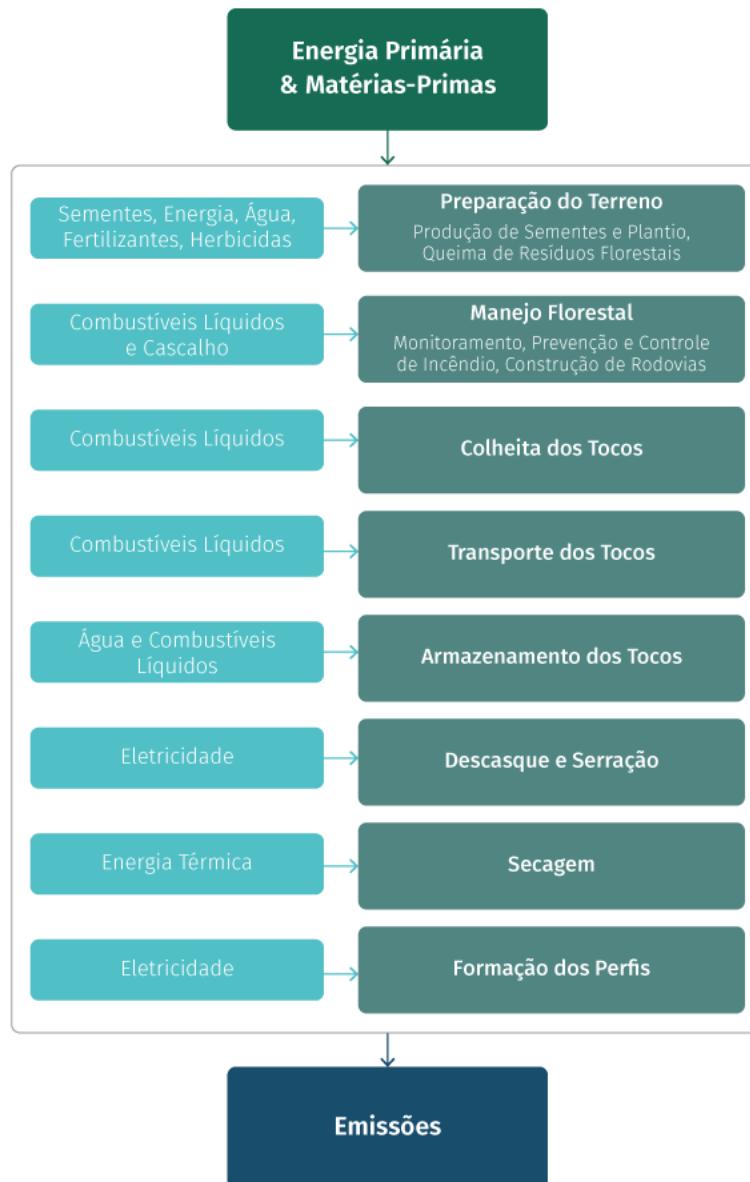 Energia Primária
& Matérias-Primas
Sementes, Energia, Água,
Fertilizantes, Herbicidas
Preparação do Terreno
Produção de Sementes e Plantio,
Queima de Resíduos Florestais
Combustíveis Líquidos
e Cascalho
Manejo Florestal
Monitoramento, Prevenção e Controle
de Incêndio, Construção de Rodovias
Combustíveis Líquidos
Colheita dos Tocos
Combustíveis Líquidos
Transporte dos Tocos
Água e Combustíveis
Líquidos
Armazenamento dos Tocos
Eletricidade
Descasque e Serração
Energia Térmica
Secagem
Eletricidade
Formação dos Perfis
Emissões